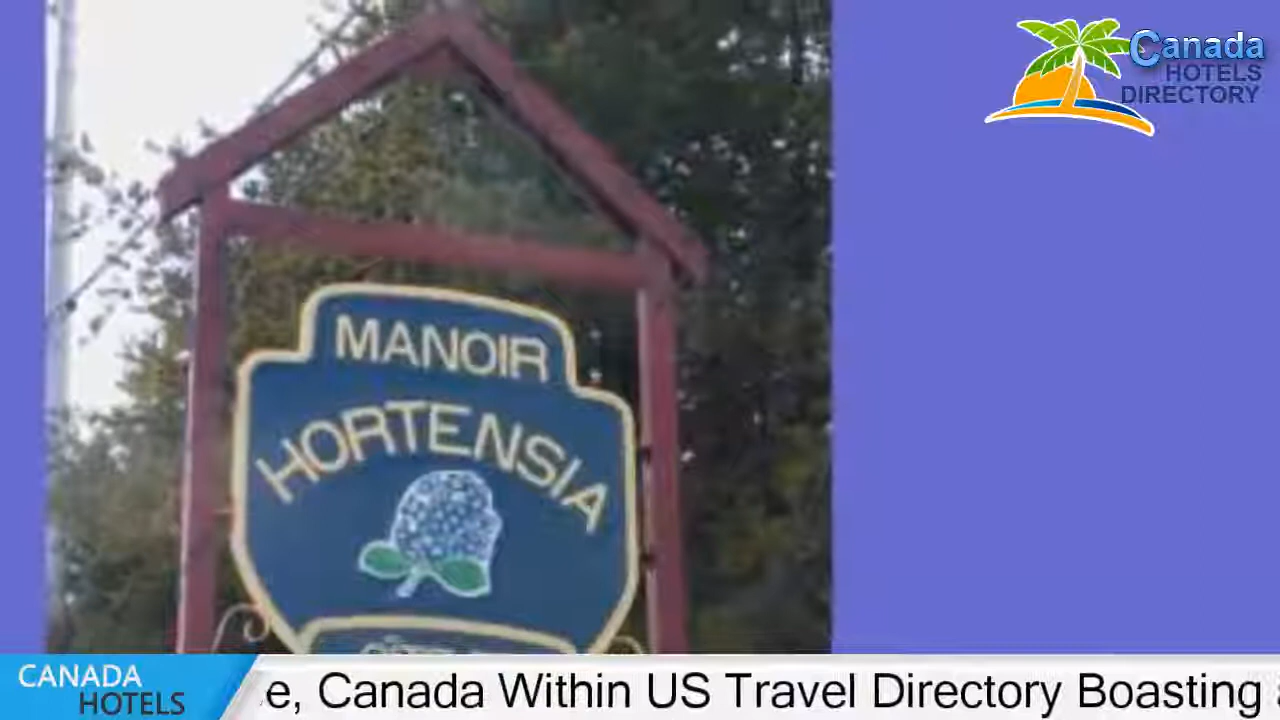 Canada
HOTELS
DIRECTORY
MANOIR
HORTENSIA
CANADA
HOTELS
e, Canada Within US Travel Directory Boasting